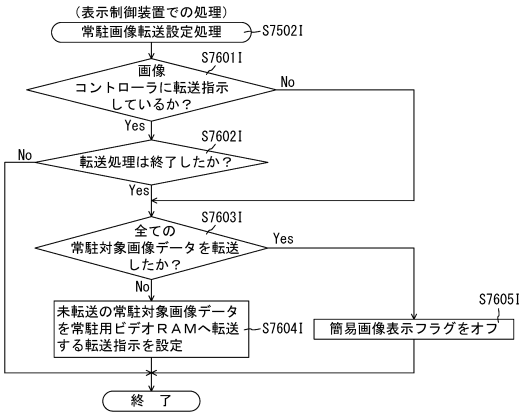 （表示制御装置での処理）
常駐画像転送設定処理
S7502I
S7601I
画像
コントローラに転送指示
しているか？
No
Yes
S7602I
No
転送処理は終了したか？
Yes
S7603I
全ての
常駐対象画像データを転送
したか？
Yes
No
S7605I
未転送の常駐対象画像データ
を常駐用ビデオＲＡＭへ転送
する転送指示を設定
S7604I
簡易画像表示フラグをオフ
終 了